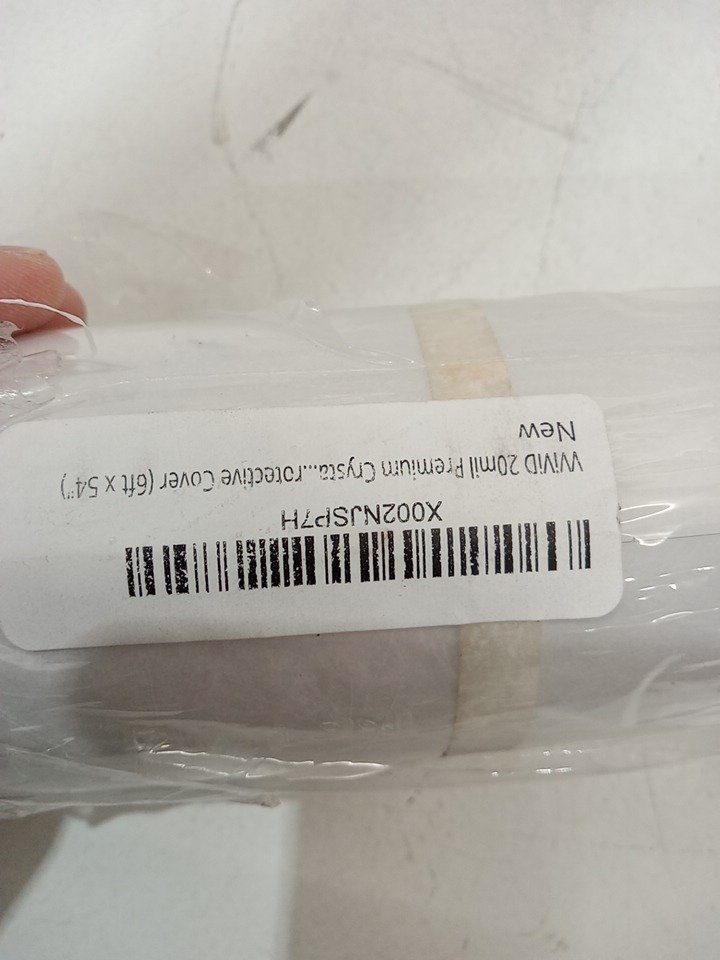 X002NJSP7H
VViViD 20mil Premium Crysta...rotective Cover (6ft x 54")
New